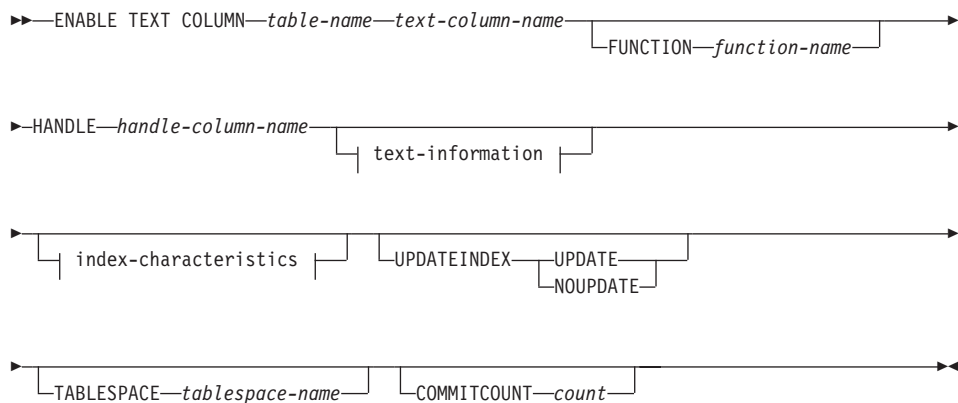 ENABLE TEXT COLUMN table-name text-column-name
FUNCTION function-name
HANDLE handle-column-name
text-information
index-characteristics
UPDATEINDEX UPDATE
NOUPDATE
TABLESPACE tablespace-name
COMMITCOUNT count